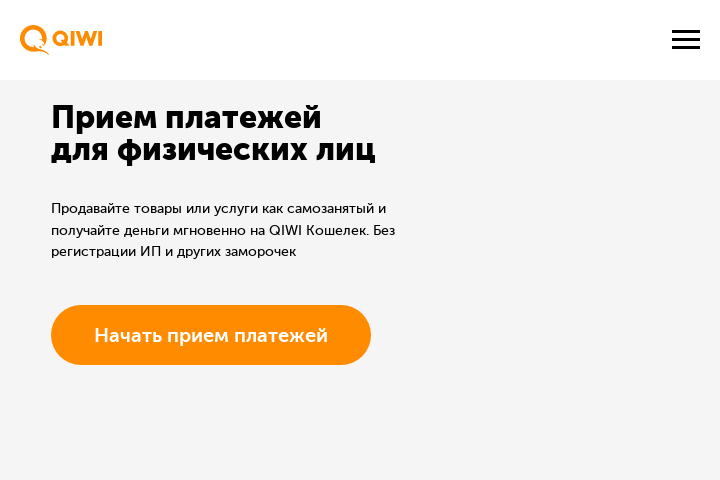 QIWI
Прием платежей
для физических лиц
Продавайте товары или услуги как самозанятый и
получайте деньги мгновенно на QIWI Кошелек. Без
регистрации ИП и других заморочек
Начать прием платежей